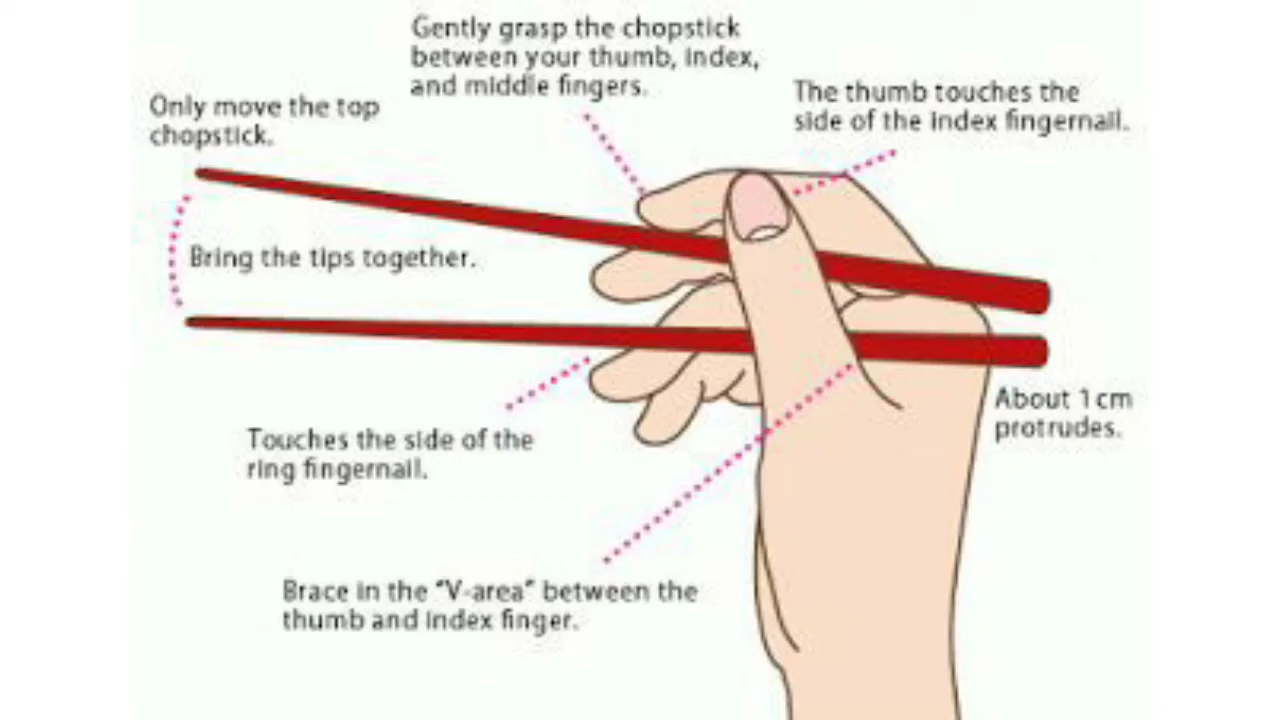 Gently grasp the chopstick
between your thumb, index,
and middle fingers.
The thumb touches the
side of the index fingernail.
Only move the top
chopstick.
Bring the tips together.
About 1 cm
protrudes.
Touches the side of the
ring fingernail.
Brace in the "V-area" between the
thumb and index finger.